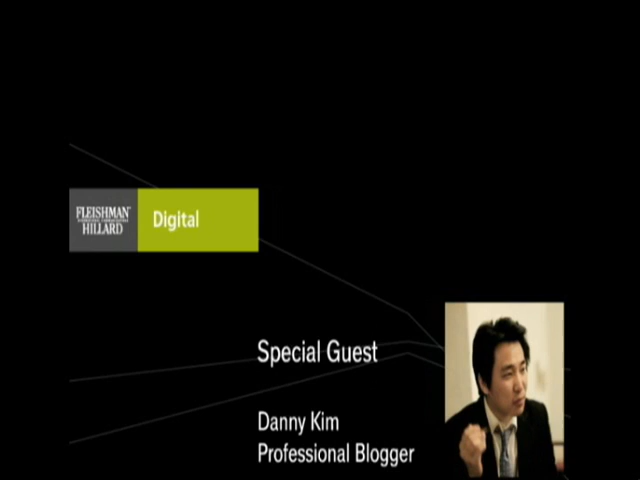 FLEISHMAN
HILLARD
Digital
Special Guest
Danny Kim
Professional Blogger